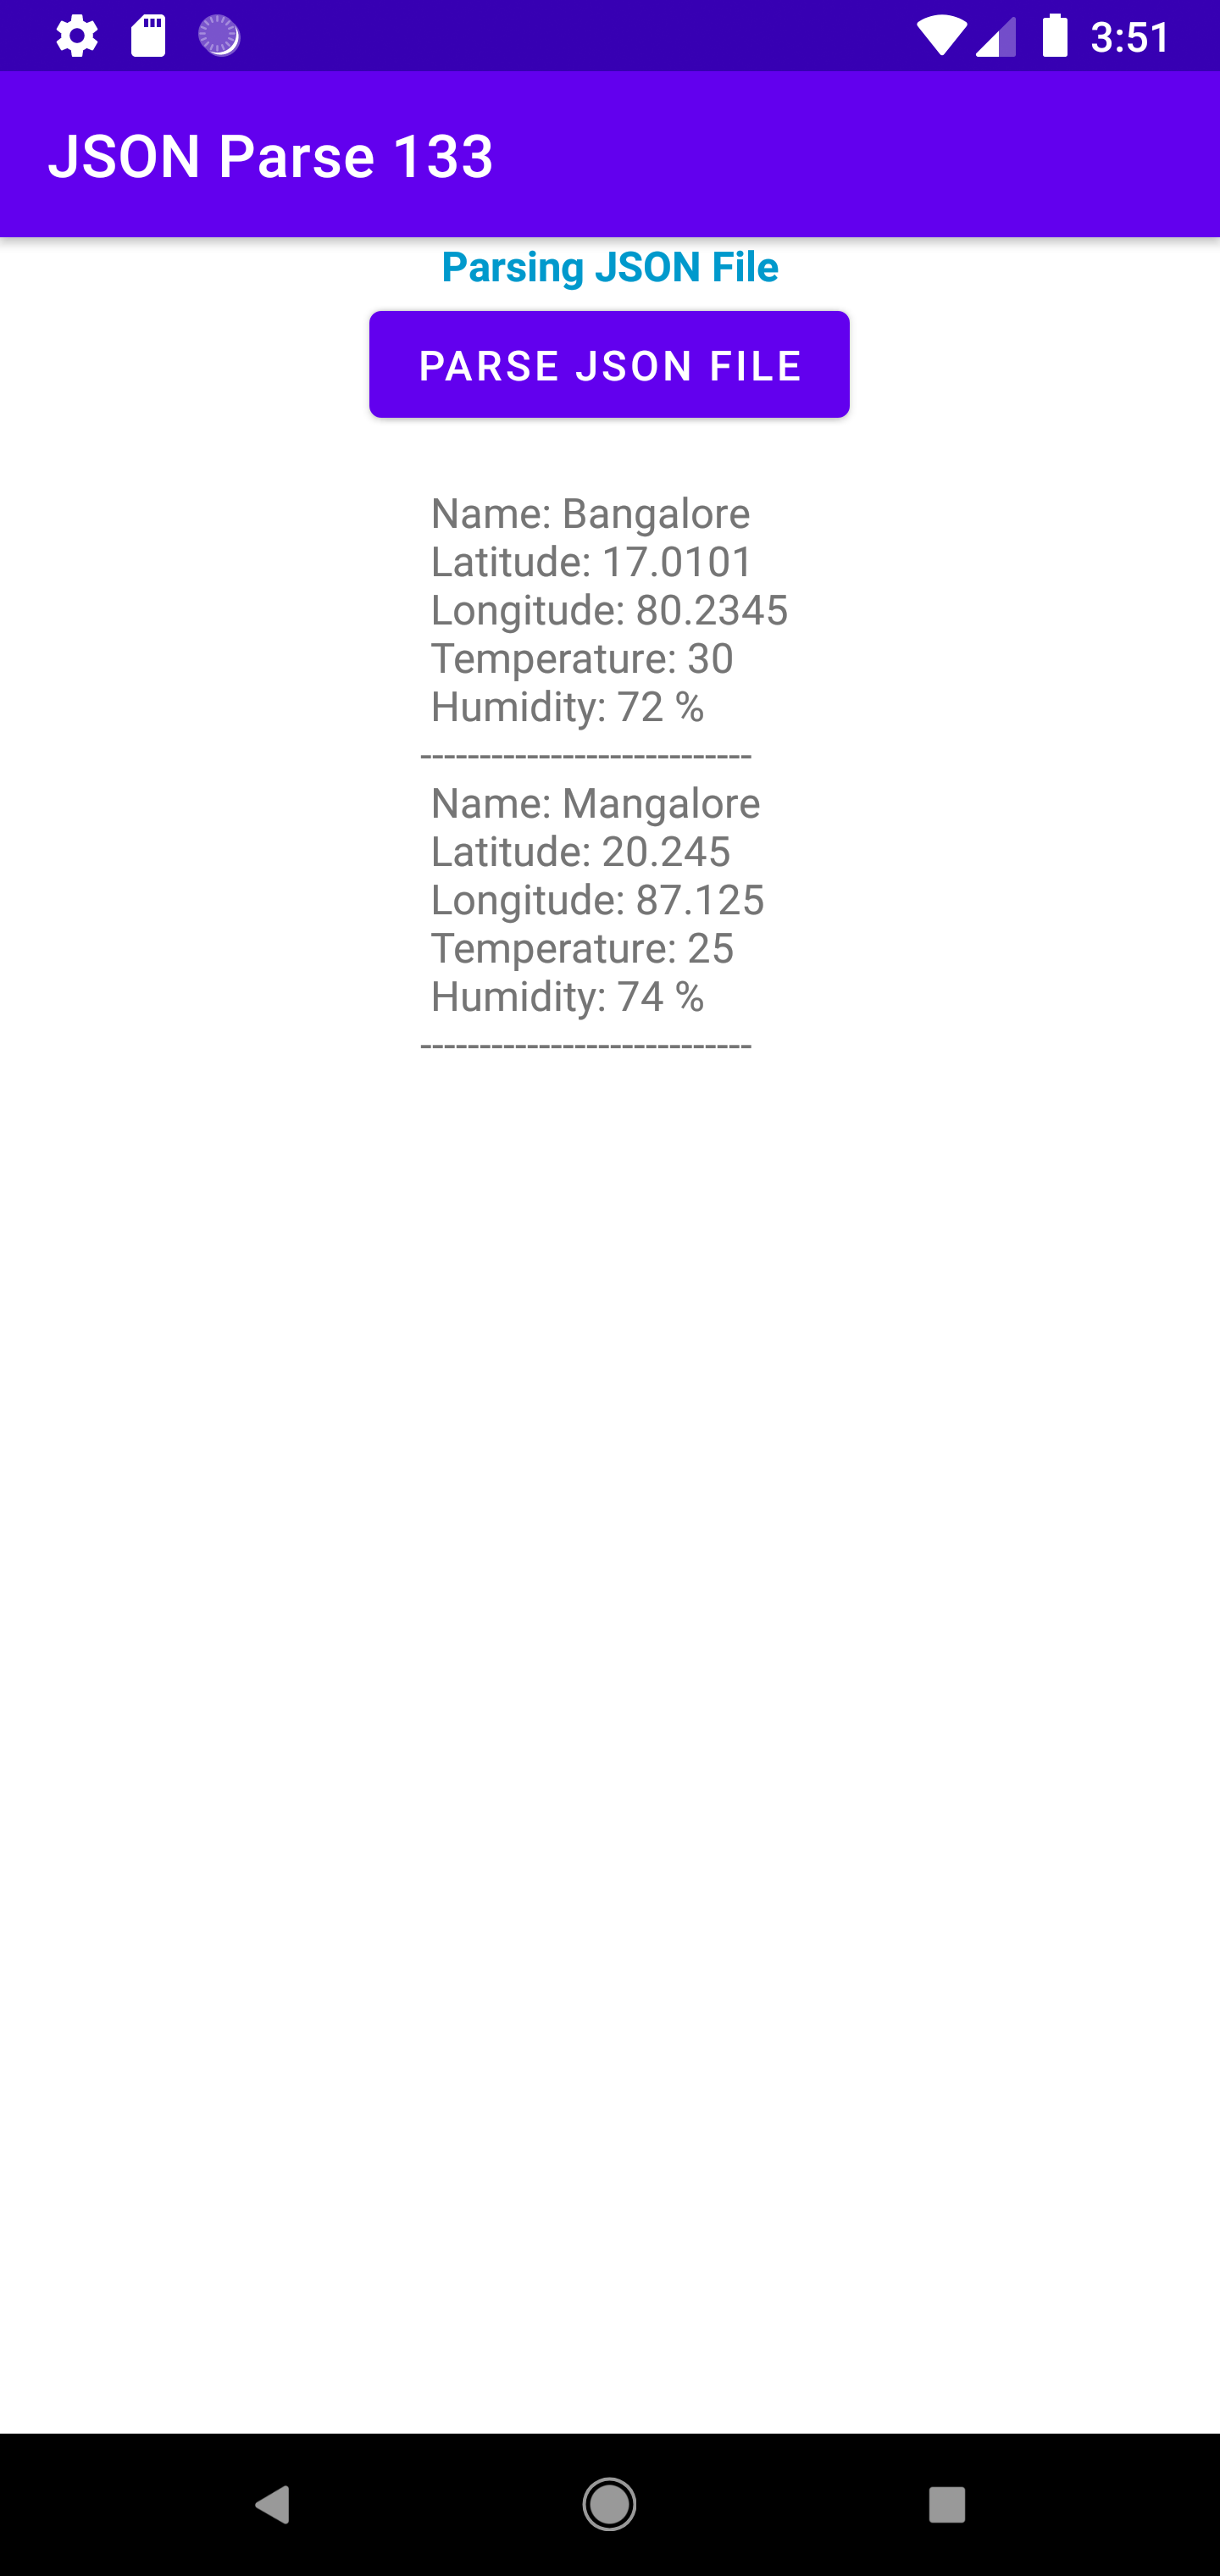 3:51
JSON Parse 133
Parsing JSON File
PARSE JSON FILE
Name: Bangalore
Latitude: 17.0101
Longitude: 80.2345
Temperature: 30
Humidity: 72 %
----------------------------
Name: Mangalore
Latitude: 20.245
Longitude: 87.125
Temperature: 25
Humidity: 74 %
----------------------------